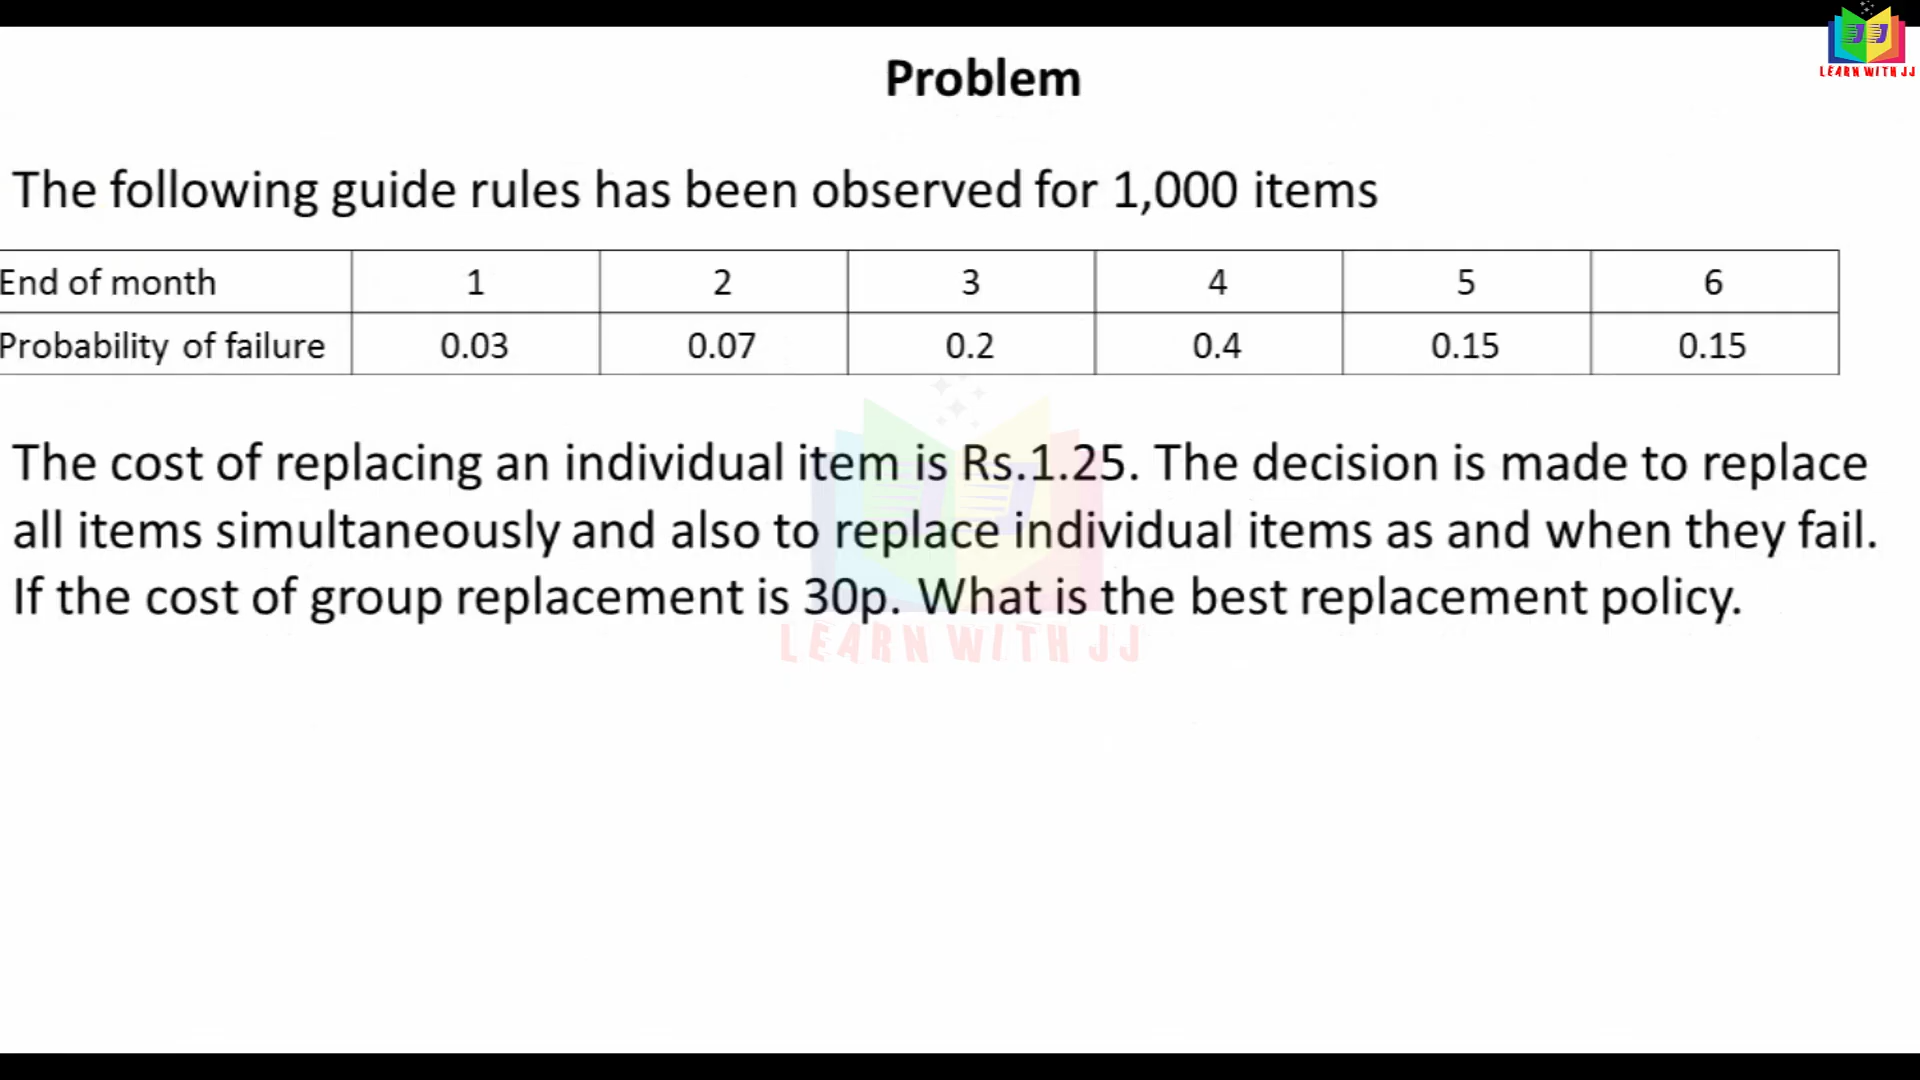 LEARN WITH JJ
Problem
The following guide rules has been observed for 1,000 items
End of month 1 2 3 4 5 6
Probability of failure 0.03 0.07 0.2 0.4 0.15 0.15
The cost of replacing an individual item is Rs.1.25. The decision is made to replace
all items simultaneously and also to replace individual items as and when they fail.
If the cost of group replacement is 30p. What is the best replacement policy.
LEARN WITH JJ